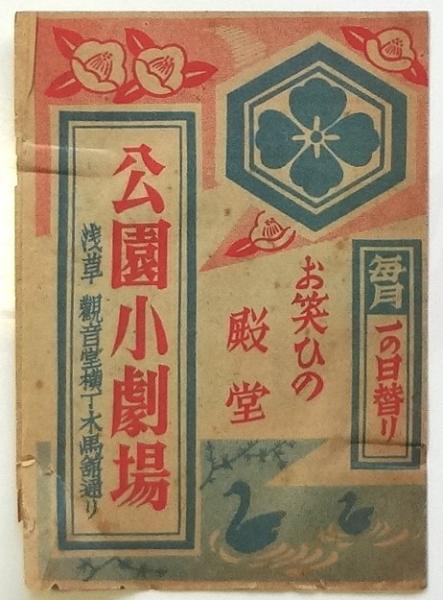 毎月
一の日替り
お笑ひの
殿堂
公園小劇場
浅草 觀音堂横丁木馬館通り